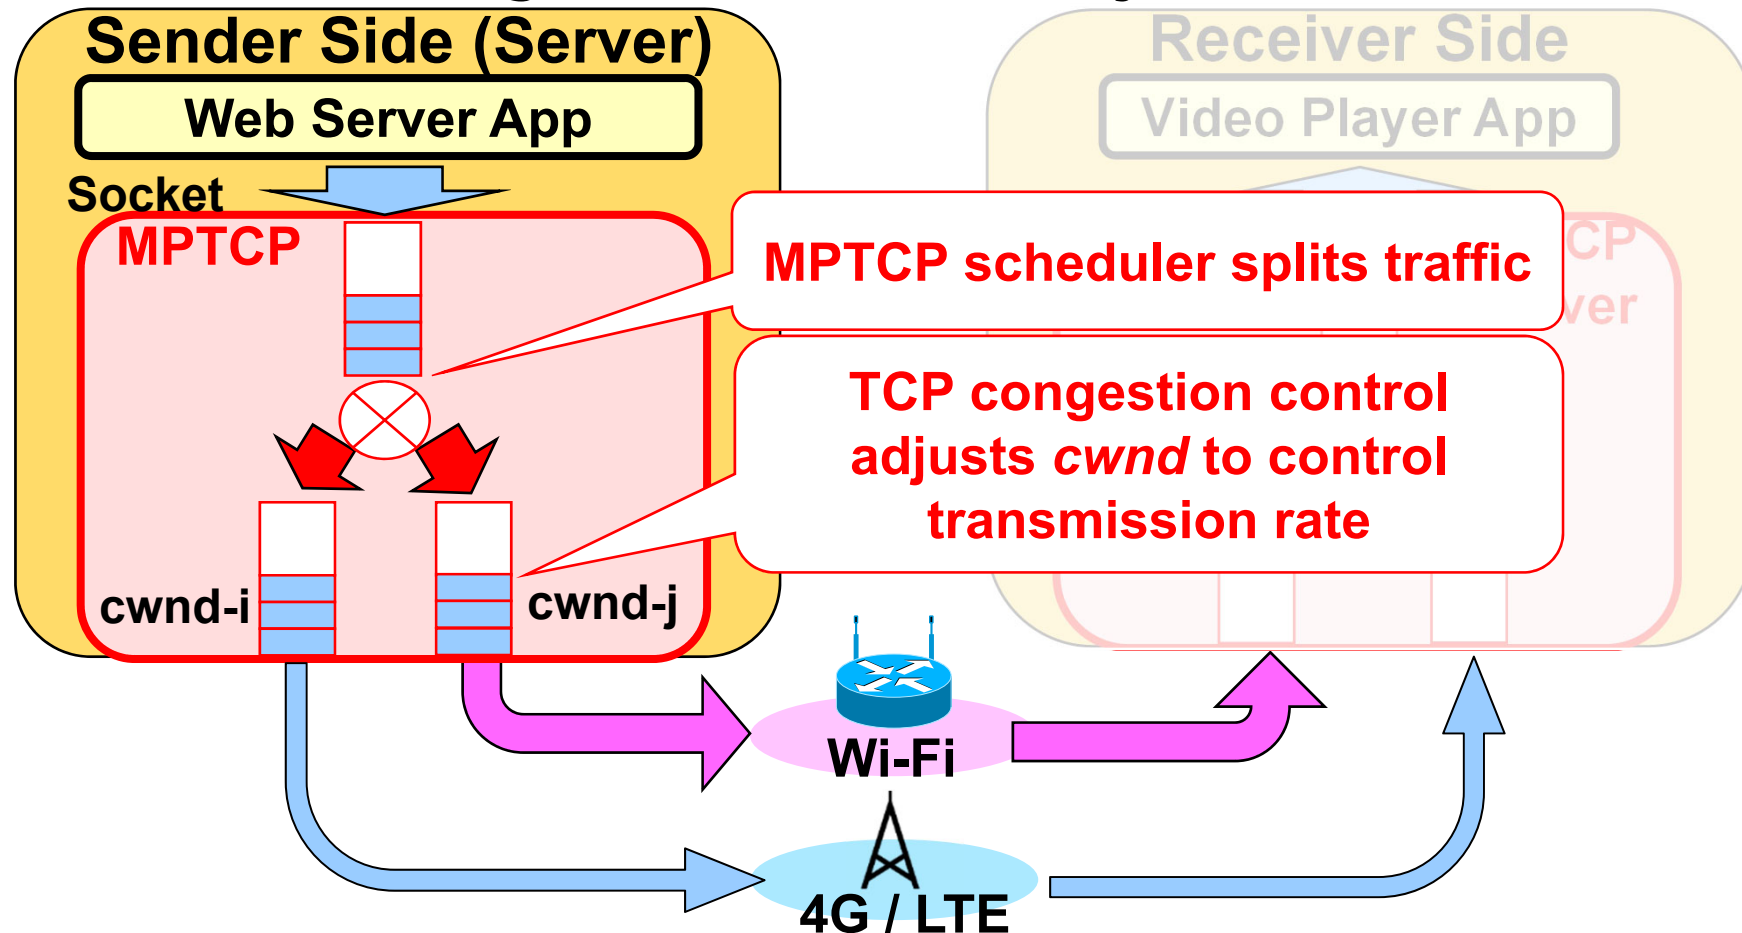 Sender Side (Server)
Web Server App
Socket
MPTCP
cwnd-i
cwnd-j
MPTCP scheduler splits traffic
TCP congestion control
adjusts cwnd to control
transmission rate
Receiver Side
Video Player App
Wi-Fi
4G / LTE